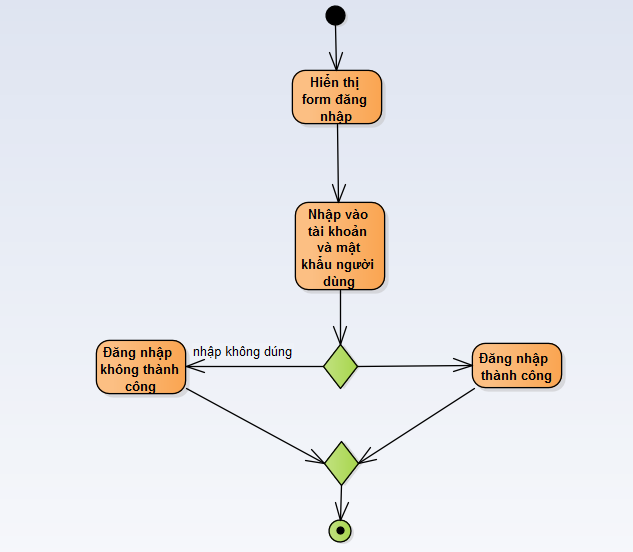 Hiển thị
form đăng
nhập
Nhập vào
tài khoản
và mật
khẩu người
dùng
nhập không dúng
Đăng nhập
không thành
công
Đăng nhập
thành công